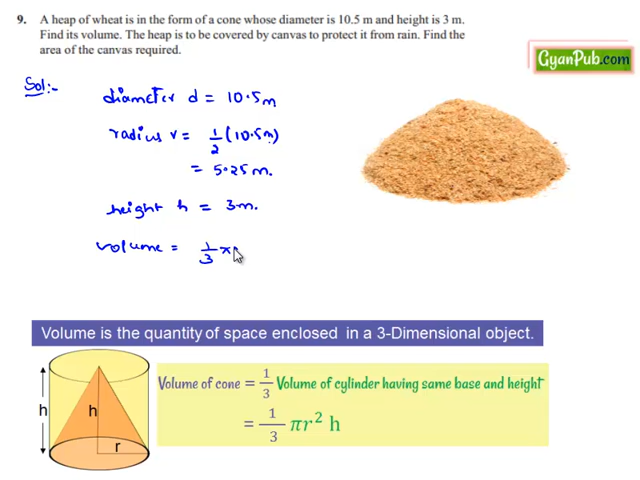 9. A heap of wheat is in the form of a cone whose diameter is 10.5 m and height is 3 m.
Find its volume. The heap is to be covered by canvas to protect it from rain. Find the
area of the canvas required.
GyanPub.com
Sol:-
diameter d = 10.5m
radius r = 1/2 (10.5m)
= 5.25 m.
height h = 3m.
volume = 1/3 π
Volume is the quantity of space enclosed in a 3-Dimensional object.
h
h
r
Volume of cone = 1/3 Volume of cylinder having same base and height
= 1/3 πr² h